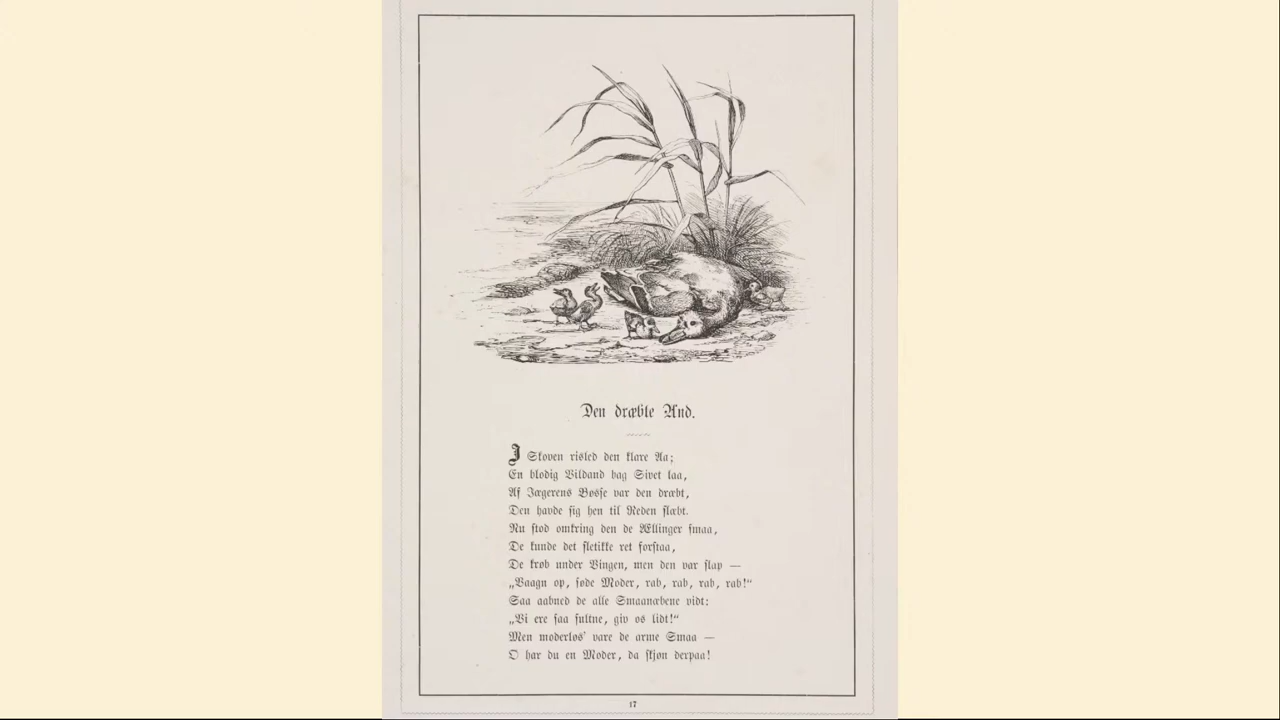 Den dræbte And.
I Skoven risled den klare Aa;
En blodig Vildand bag Sivet laa,
Af Jægerens Bøsse var den dræbt,
Den havde sig hen til Reden slæbt.
Nu stod omkring den de Ællinger smaa,
De kunde det sletikke ret forstaa,
De krøb under Vingen, men den var slap —
„Vaagn op, søde Moder, rab, rab, rab, rab!“
Saa aabned de alle Smaanæbene vidt:
„Vi ere saa sultne, giv os lidt!“
Men moderløs' vare de arme Smaa —
O har du en Moder, da skjøn derpaa!
17